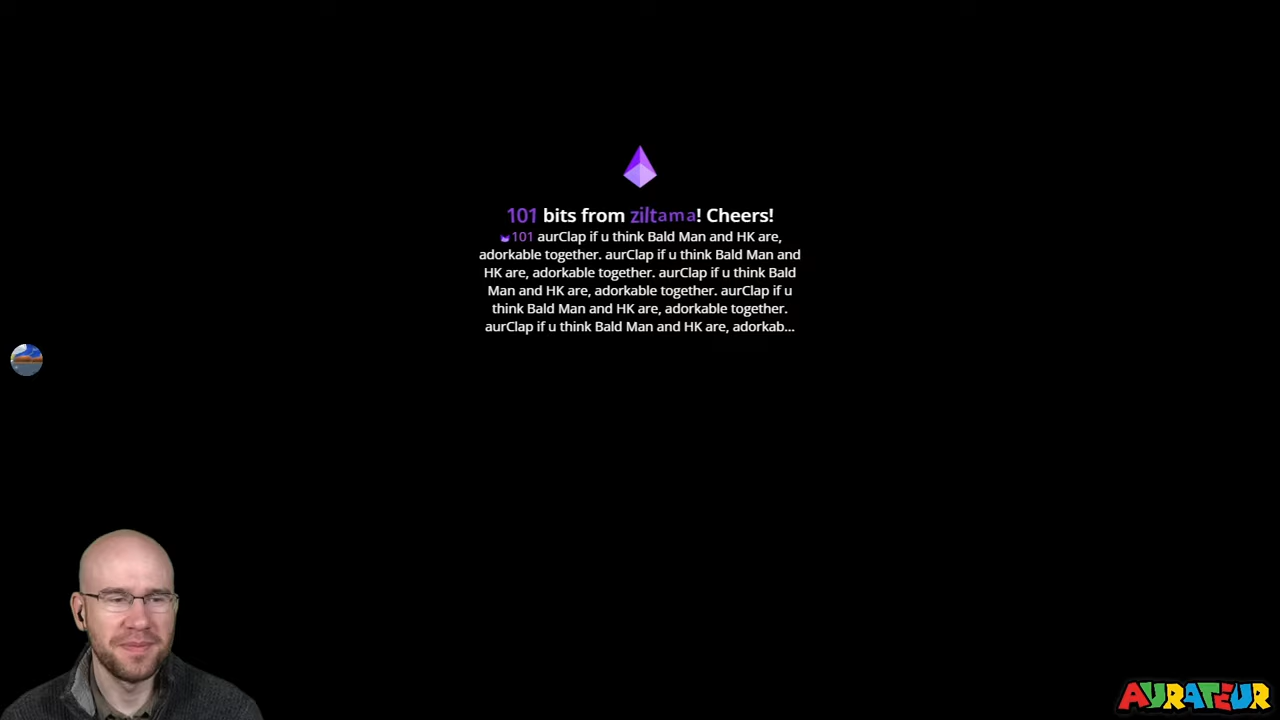 101 bits from ziltama! Cheers!
101 aurClap if u think Bald Man and HK are,
adorkable together. aurClap if u think Bald Man and
HK are, adorkable together. aurClap if u think Bald
Man and HK are, adorkable together. aurClap if u
think Bald Man and HK are, adorkable together.
aurClap if u think Bald Man and HK are, adorkab...
AURATEUR